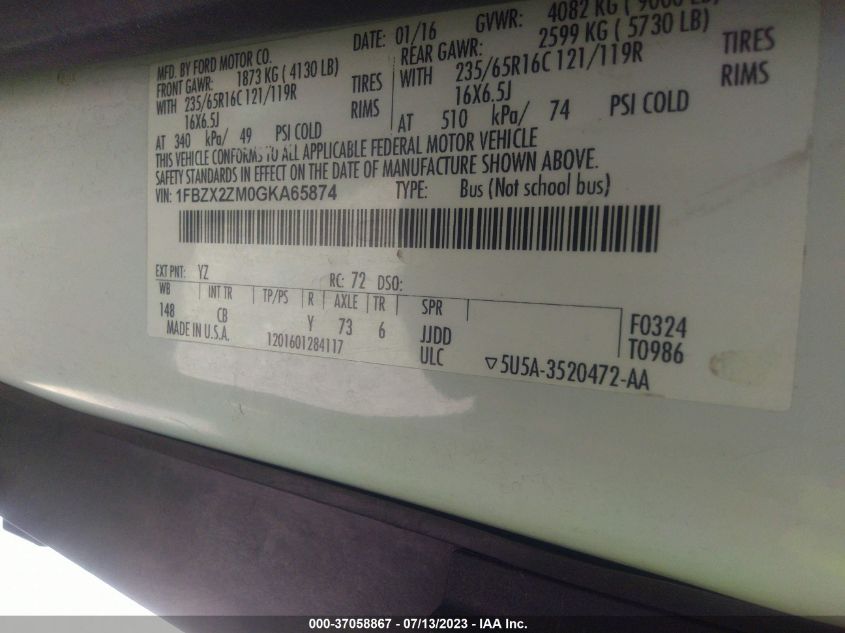 MFD. BY FORD MOTOR CO. DATE: 01/16 GVWR: 4082 KG ( 9000 LB)
FRONT GAWR: 1873 KG ( 4130 LB) REAR GAWR: 2599 KG ( 5730 LB)
WITH 235/65R16C 121/119R TIRES WITH 235/65R16C 121/119R TIRES
16X6.5J RIMS 16X6.5J RIMS
AT 340 kPa/ 49 PSI COLD AT 510 kPa/ 74 PSI COLD
THIS VEHICLE CONFORMS TO ALL APPLICABLE FEDERAL MOTOR VEHICLE
SAFETY STANDARDS IN EFFECT ON THE DATE OF MANUFACTURE SHOWN ABOVE.
VIN: 1FBZX2ZM0GKA65874 TYPE: Bus (Not school bus)
EXT PNT: YZ RC: 72 DSO:
WB INT TR TP/PS R AXLE TR SPR
148 CB Y 73 6 JJDD F0324
MADE IN U.S.A. 1201601284117 ULC T0986
▽5U5A-3520472-AA
000-37058867 - 07/13/2023 - IAA Inc.